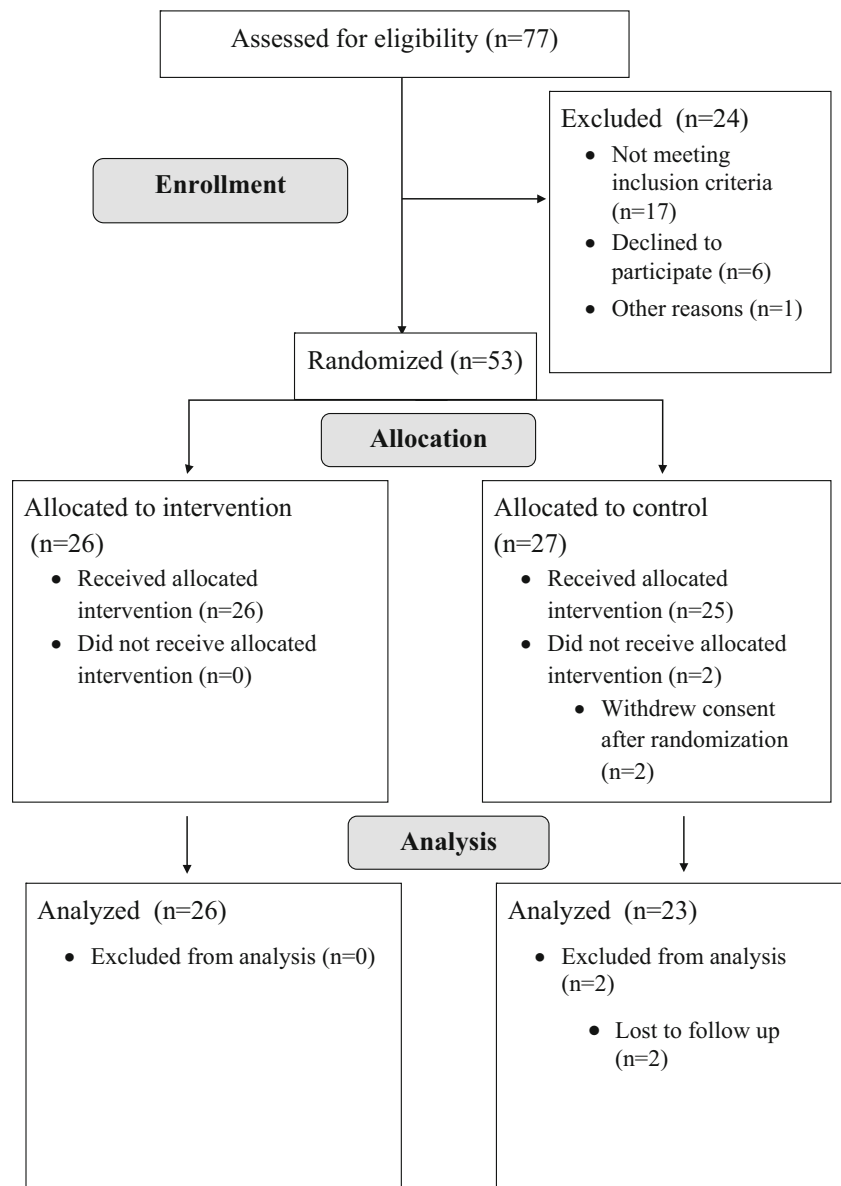 Assessed for eligibility (n=77)
Excluded (n=24)
• Not meeting
inclusion criteria
(n=17)
• Declined to
participate (n=6)
• Other reasons (n=1)
Enrollment
Randomized (n=53)
Allocation
Allocated to intervention
(n=26)
• Received allocated
intervention (n=26)
• Did not receive allocated
intervention (n=0)
Allocated to control
(n=27)
• Received allocated
intervention (n=25)
• Did not receive allocated
intervention (n=2)
• Withdrew consent
after randomization
(n=2)
Analysis
Analyzed (n=26)
• Excluded from analysis (n=0)
Analyzed (n=23)
• Excluded from analysis
(n=2)
• Lost to follow up
(n=2)